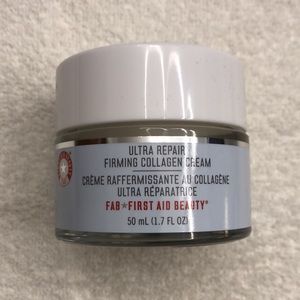 ULTRA REPAIR
FIRMING COLLAGEN CREAM
CRÈME RAFFERMISSANTE AU COLLAGÈNE
ULTRA RÉPARATRICE
FAB★FIRST AID BEAUTY®
50 mL (1.7 FL OZ)